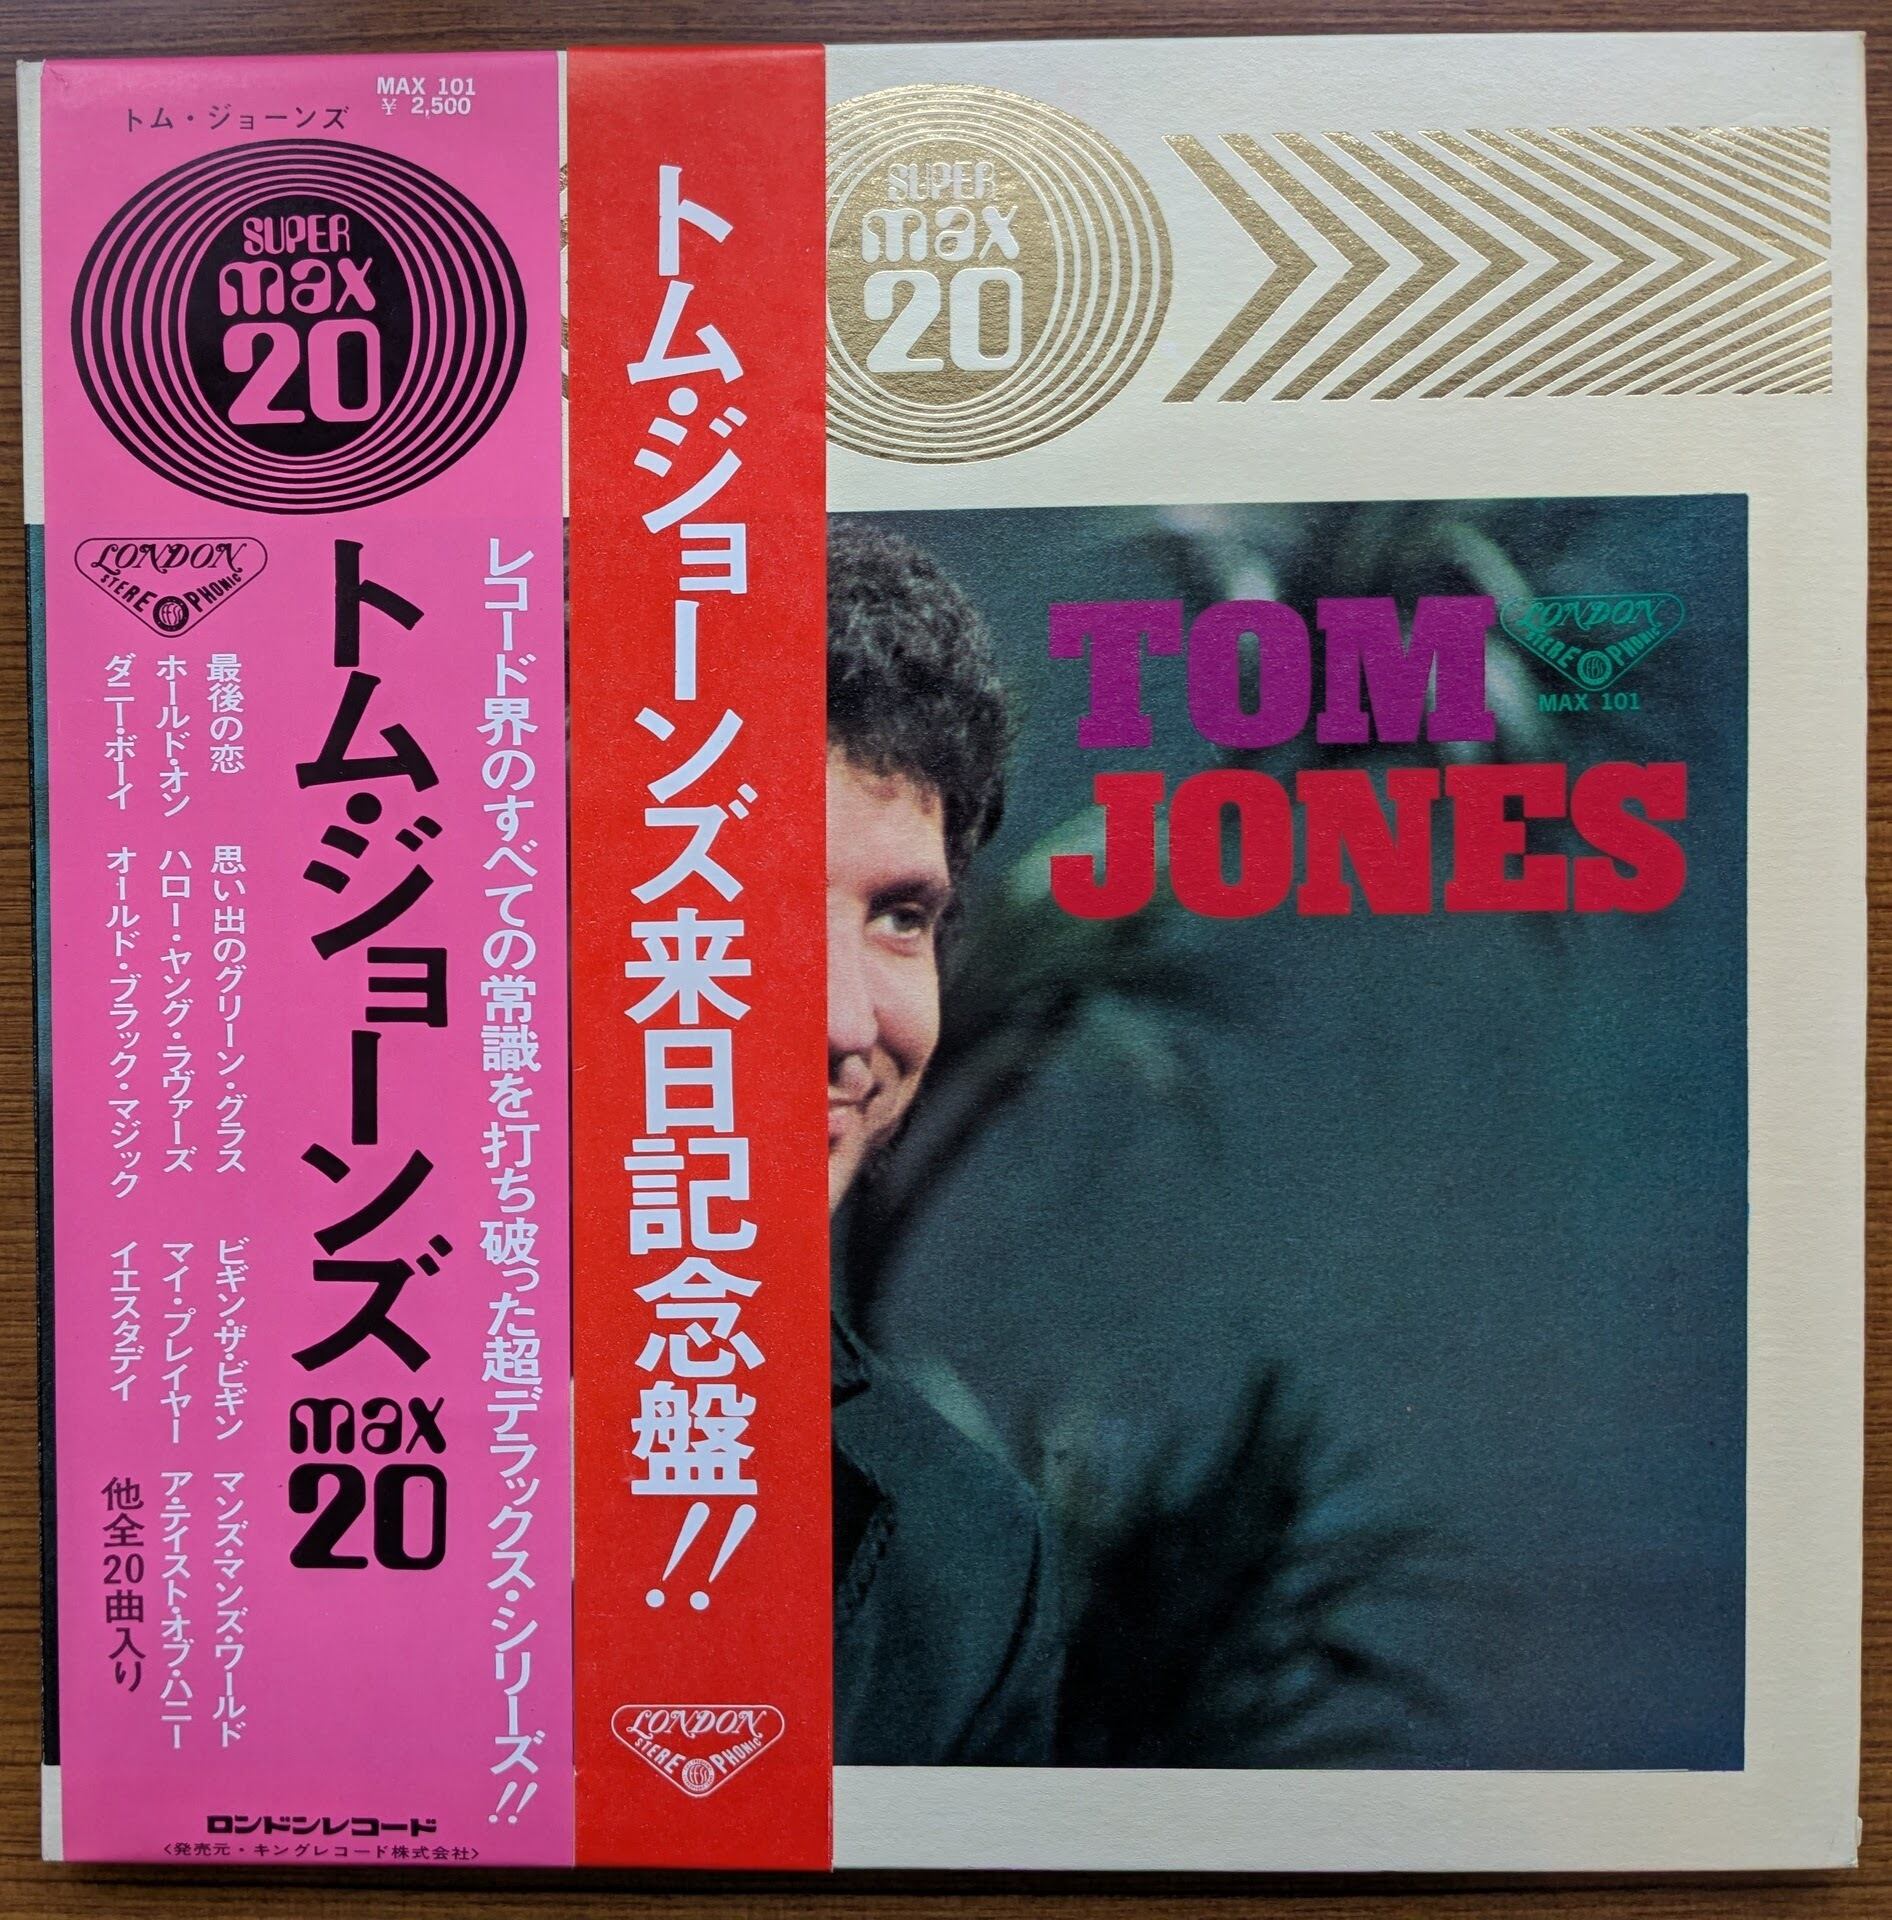 トム・ジョーンズ
MAX 101
¥ 2,500
SUPER
max
20
LONDON
STEREOPHONIC
FFSS
レコード界のすべての常識を打ち破った超デラックス・シリーズ!!
トム・ジョーンズ
max
20
最後の恋 思い出のグリーン・グラス ビギン・ザ・ビギン マンズ・マンズ・ワールド
ホールド・オン ハロー・ヤング・ラヴァーズ マイ・プレイヤー ア・テイスト・オブ・ハニー
ダニー・ボーイ オールド・ブラック・マジック イエスタデイ 他全20曲入り
ロンドンレコード
<発売元・キングレコード株式会社>
トム・ジョーンズ来日記念盤!!
LONDON
STEREOPHONIC
FFSS
SUPER
max
20
TOM
JONES
LONDON
STEREOPHONIC
FFSS
MAX 101